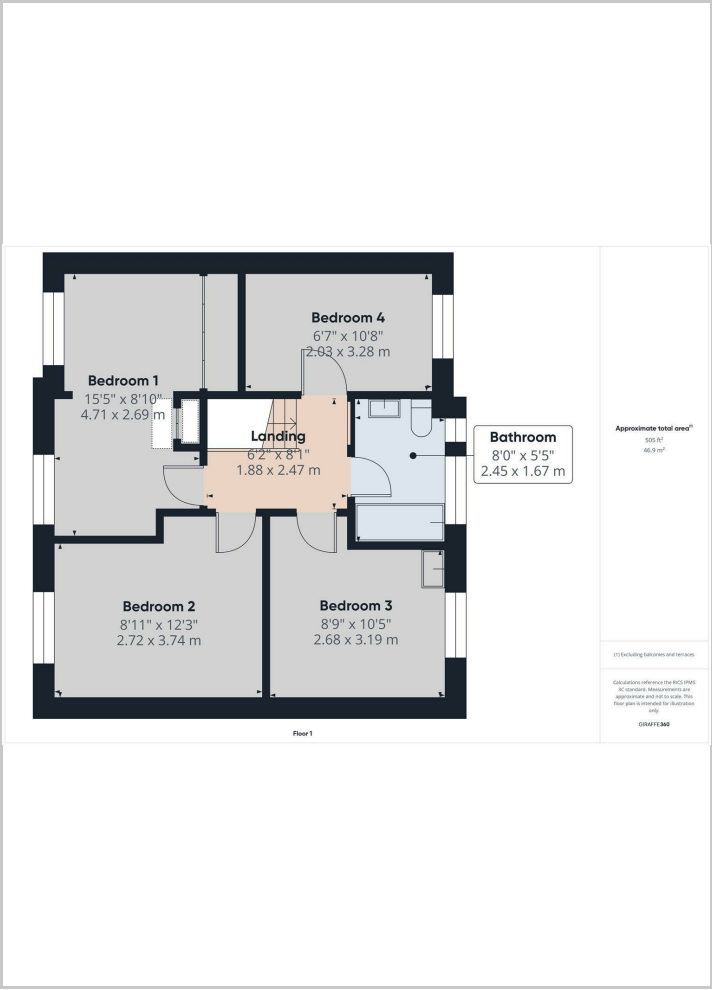 Bedroom 4
6'7" x 10'8"
2.03 x 3.28 m
Bedroom 1
15'5" x 8'10"
4.71 x 2.69 m
Landing
6'2" x 8'1"
1.88 x 2.47 m
Bathroom
8'0" x 5'5"
2.45 x 1.67 m
Bedroom 2
8'11" x 12'3"
2.72 x 3.74 m
Bedroom 3
8'9" x 10'5"
2.68 x 3.19 m
Floor 1
Approximate total area(1)
505 ft²
46.9 m²
(1) Excluding balconies and terraces
Calculations reference the RICS IPMS
3C standard. Measurements are
approximate and not to scale. This
floor plan is intended for illustration
only.
GIRAFFE360